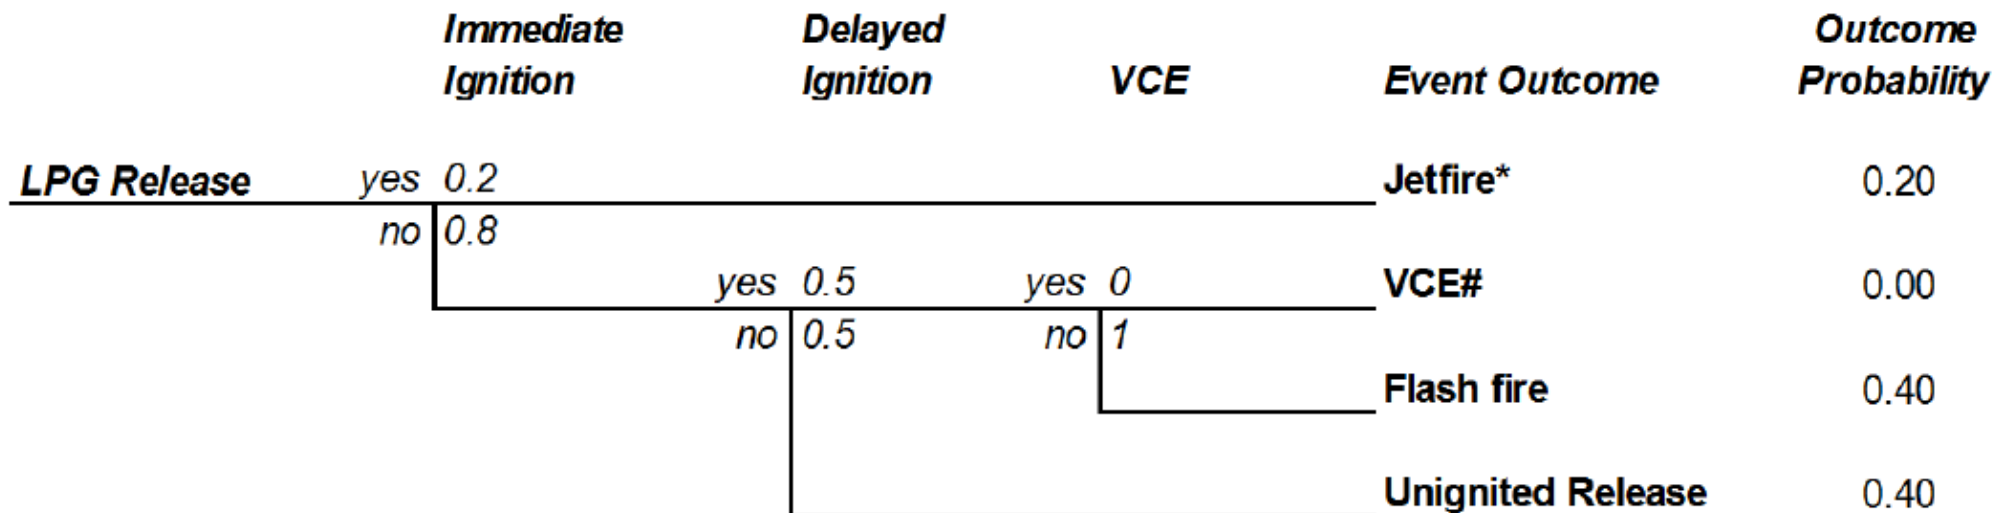 Immediate Delayed Outcome
Ignition Ignition VCE Event Outcome Probability
LPG Release yes 0.2 Jetfire* 0.20
no 0.8
yes 0.5 yes 0 VCE# 0.00
no 0.5 no 1
Flash fire 0.40
Unignited Release 0.40